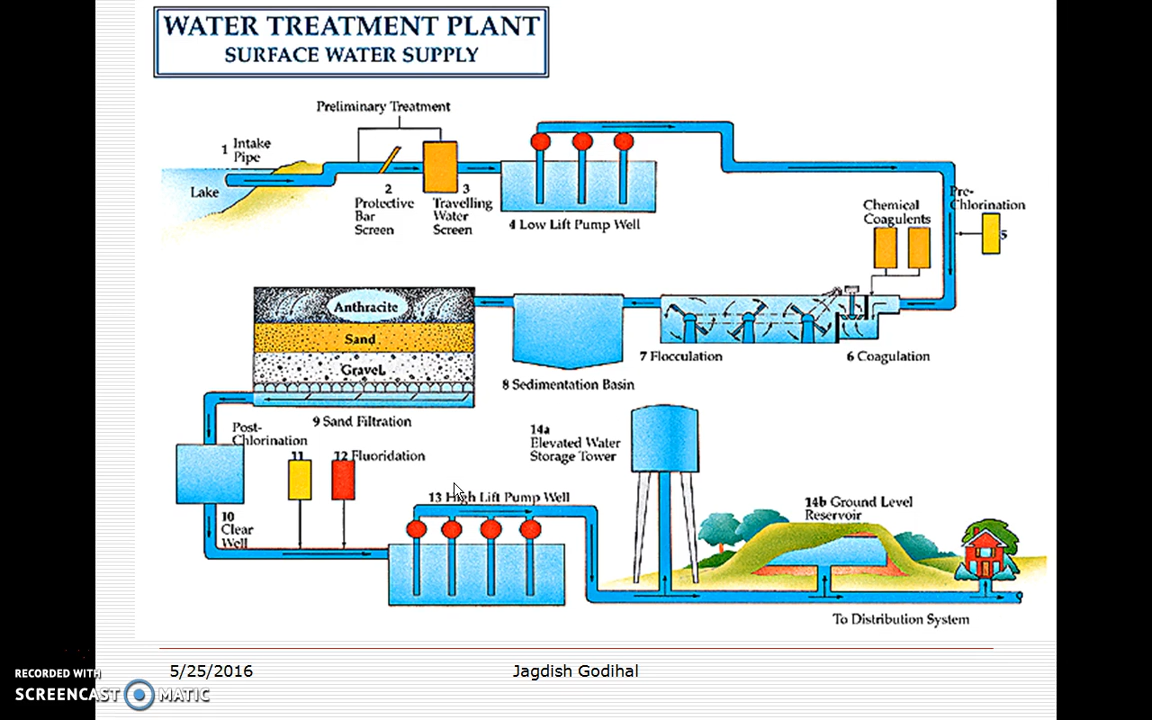 WATER TREATMENT PLANT
SURFACE WATER SUPPLY
Preliminary Treatment
1 Intake
Pipe
Lake
2
Protective
Bar
Screen
3
Travelling
Water
Screen
4 Low Lift Pump Well
Chemical
Coagulents
Pre-
Chlorination
5
Anthracite
Sand
Gravel
9 Sand Filtration
8 Sedimentation Basin
7 Flocculation
6 Coagulation
Post-
Chlorination
11
12 Fluoridation
10
Clear
Well
13 High Lift Pump Well
14a
Elevated Water
Storage Tower
14b Ground Level
Reservoir
To Distribution System
5/25/2016
Jagdish Godihal
RECORDED WITH
SCREENCAST MATIC